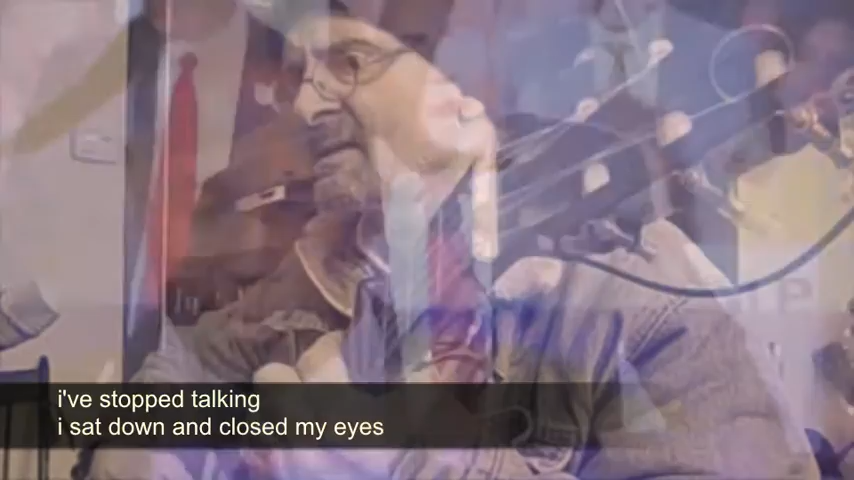 i've stopped talking
i sat down and closed my eyes